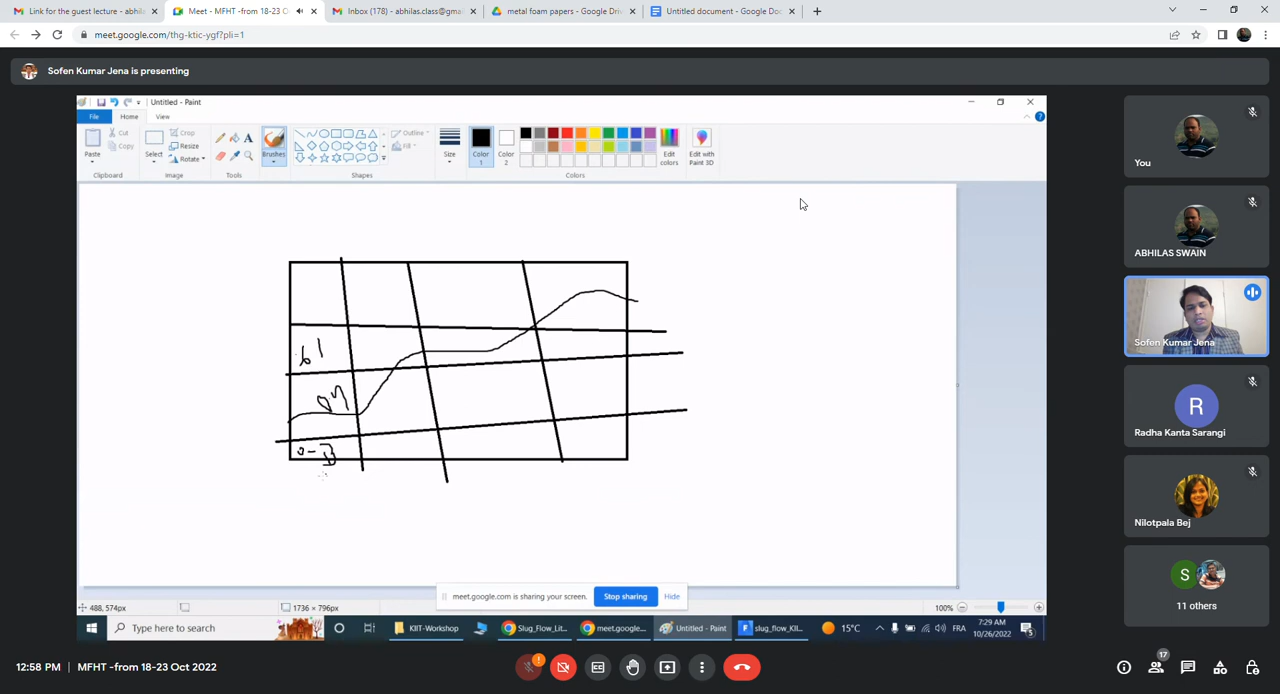 Link for the guest lecture - abhila
Meet - MFHT -from 18-23 O
Inbox (178) - abhilas.class@gma
metal foam papers - Google Dri
Untitled document - Google Doc
meet.google.com/thg-ktic-ygf?pli=1
Sofen Kumar Jena is presenting
Untitled - Paint
File Home View
Paste Cut Copy Select Crop Resize Rotate Brushes Outline Fill Size Color 1 Color 2 Edit colors Edit with Paint 3D
Clipboard Image Tools Shapes Colors
You
ABHILAS SWAIN
Sofen Kumar Jena
R
Radha Kanta Sarangi
Nilotpala Bej
S
11 others
meet.google.com is sharing your screen. Stop sharing Hide
488, 574px 1736 × 796px 100%
Type here to search KIIT-Workshop Slug_Flow_Lit... meet.google.... Untitled - Paint slug_flow_KII... 15°C FRA 7:29 AM 10/26/2022 5
12:58 PM | MFHT -from 18-23 Oct 2022
17